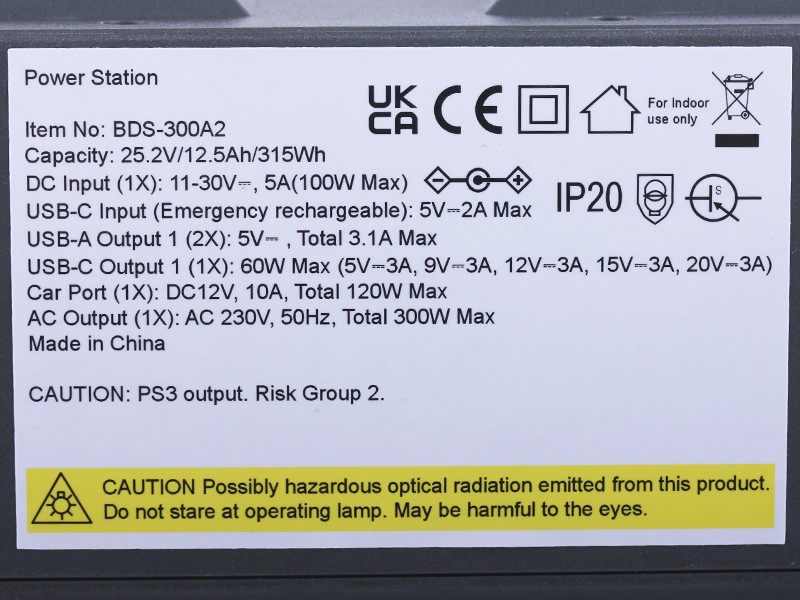 Power Station
UK
CA
CE
For Indoor
use only
Item No: BDS-300A2
Capacity: 25.2V/12.5Ah/315Wh
DC Input (1X): 11-30V⎓, 5A(100W Max)
USB-C Input (Emergency rechargeable): 5V⎓2A Max
IP20
S
USB-A Output 1 (2X): 5V⎓ , Total 3.1A Max
USB-C Output 1 (1X): 60W Max (5V⎓3A, 9V⎓3A, 12V⎓3A, 15V⎓3A, 20V⎓3A)
Car Port (1X): DC12V, 10A, Total 120W Max
AC Output (1X): AC 230V, 50Hz, Total 300W Max
Made in China
CAUTION: PS3 output. Risk Group 2.
CAUTION Possibly hazardous optical radiation emitted from this product.
Do not stare at operating lamp. May be harmful to the eyes.